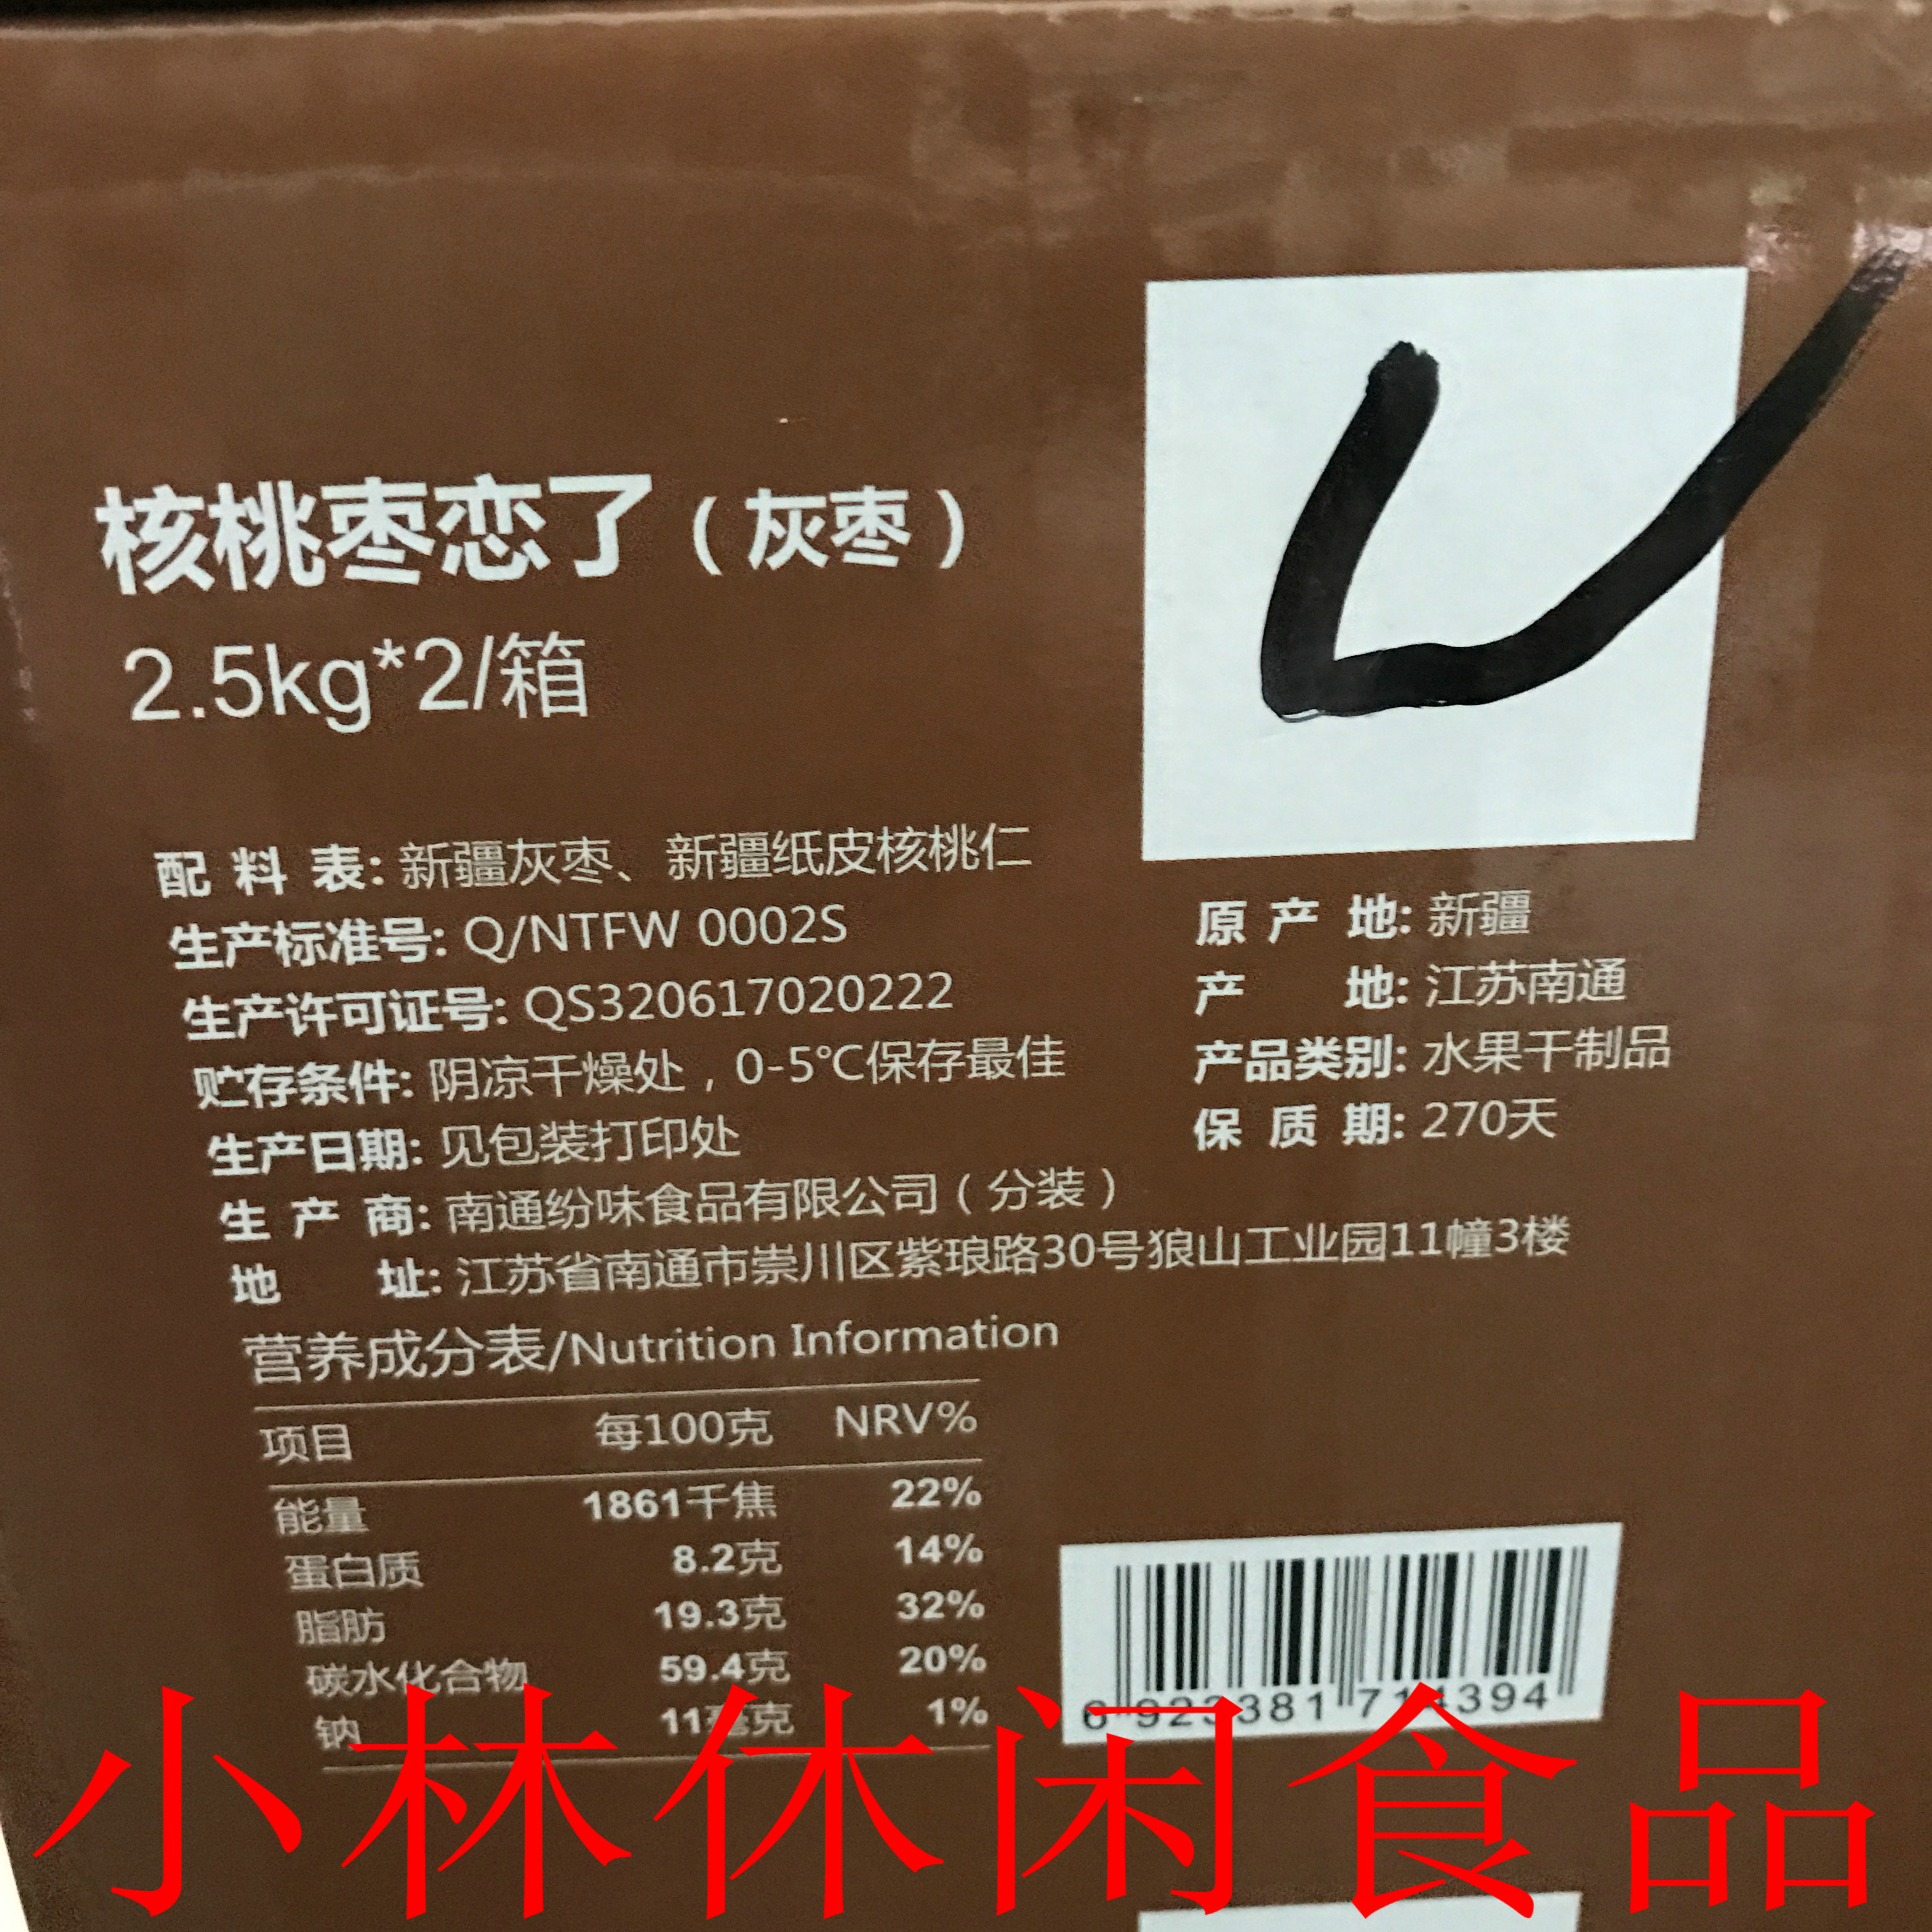 核桃枣恋了（灰枣）
2.5kg*2/箱
配料表: 新疆灰枣、新疆纸皮核桃仁
生产标准号: Q/NTFW 0002S
生产许可证号: QS320617020222
贮存条件: 阴凉干燥处，0-5℃保存最佳
生产日期: 见包装打印处
生产商: 南通纷味食品有限公司（分装）
地址: 江苏省南通市崇川区紫琅路30号狼山工业园11幢3楼
原产地: 新疆
产地: 江苏南通
产品类别: 水果干制品
保质期: 270天
营养成分表/Nutrition Information
项目 每100克 NRV%
能量 1861千焦 22%
蛋白质 8.2克 14%
脂肪 19.3克 32%
碳水化合物 59.4克 20%
钠 11毫克 1%
小林休闲食品